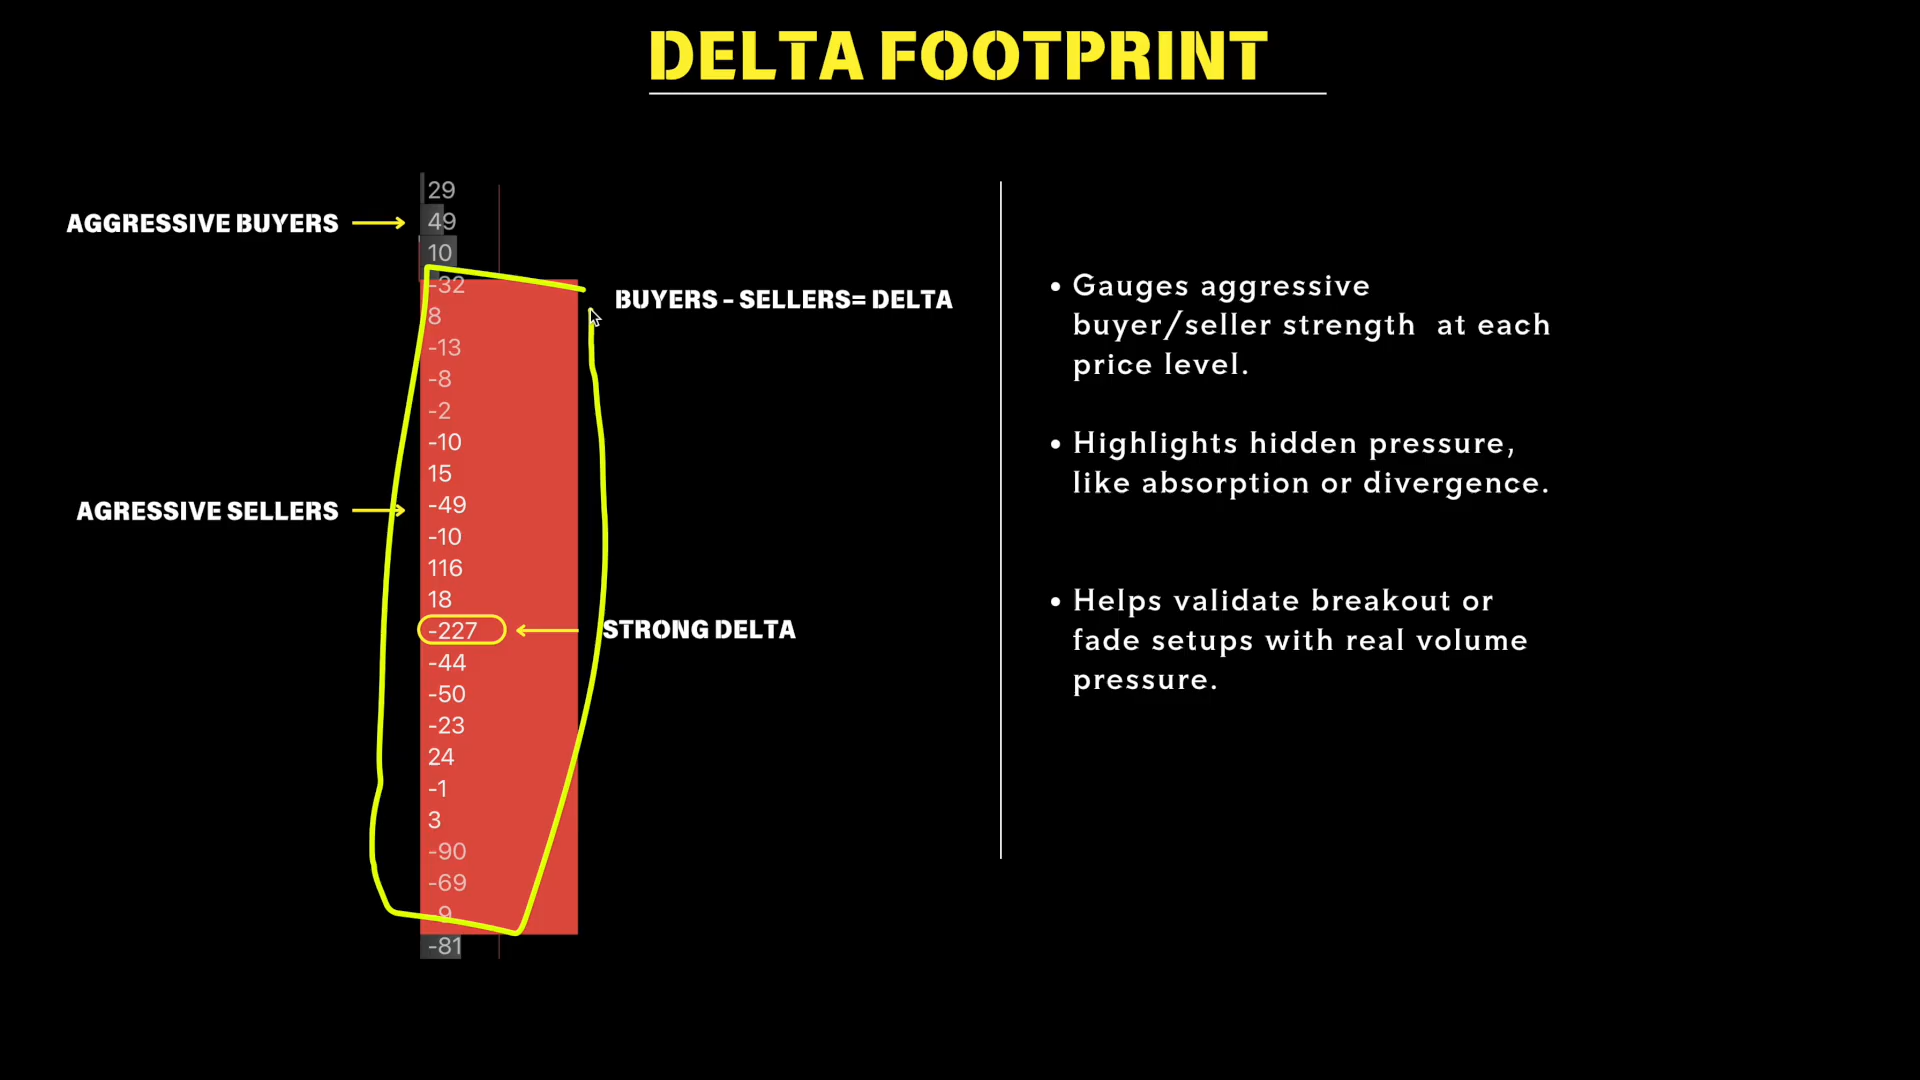 DELTA FOOTPRINT
29
AGGRESSIVE BUYERS
49
10
-32
BUYERS - SELLERS= DELTA
8
-13
-8
-2
-10
15
-49
AGRESSIVE SELLERS
-10
116
18
-227
STRONG DELTA
-44
-50
-23
24
-1
3
-90
-69
-81
• Gauges aggressive
buyer/seller strength at each
price level.
• Highlights hidden pressure,
like absorption or divergence.
• Helps validate breakout or
fade setups with real volume
pressure.